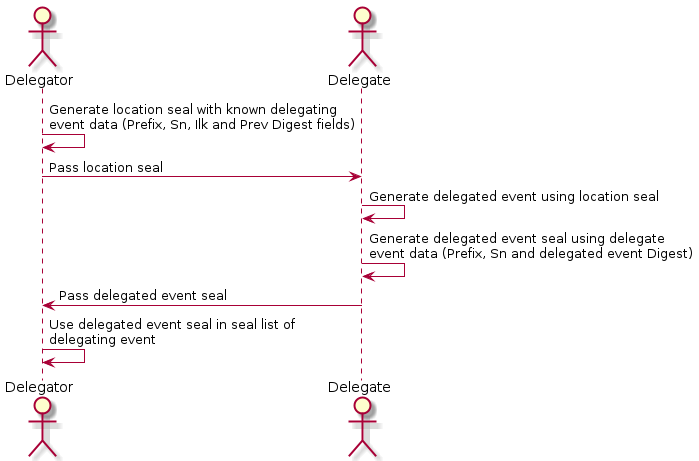 Delegator
Delegate
Generate location seal with known delegating
event data (Prefix, Sn, Ilk and Prev Digest fields)
Pass location seal
Generate delegated event using location seal
Generate delegated event seal using delegate
event data (Prefix, Sn and delegated event Digest)
Pass delegated event seal
Use delegated event seal in seal list of
delegating event
Delegator
Delegate